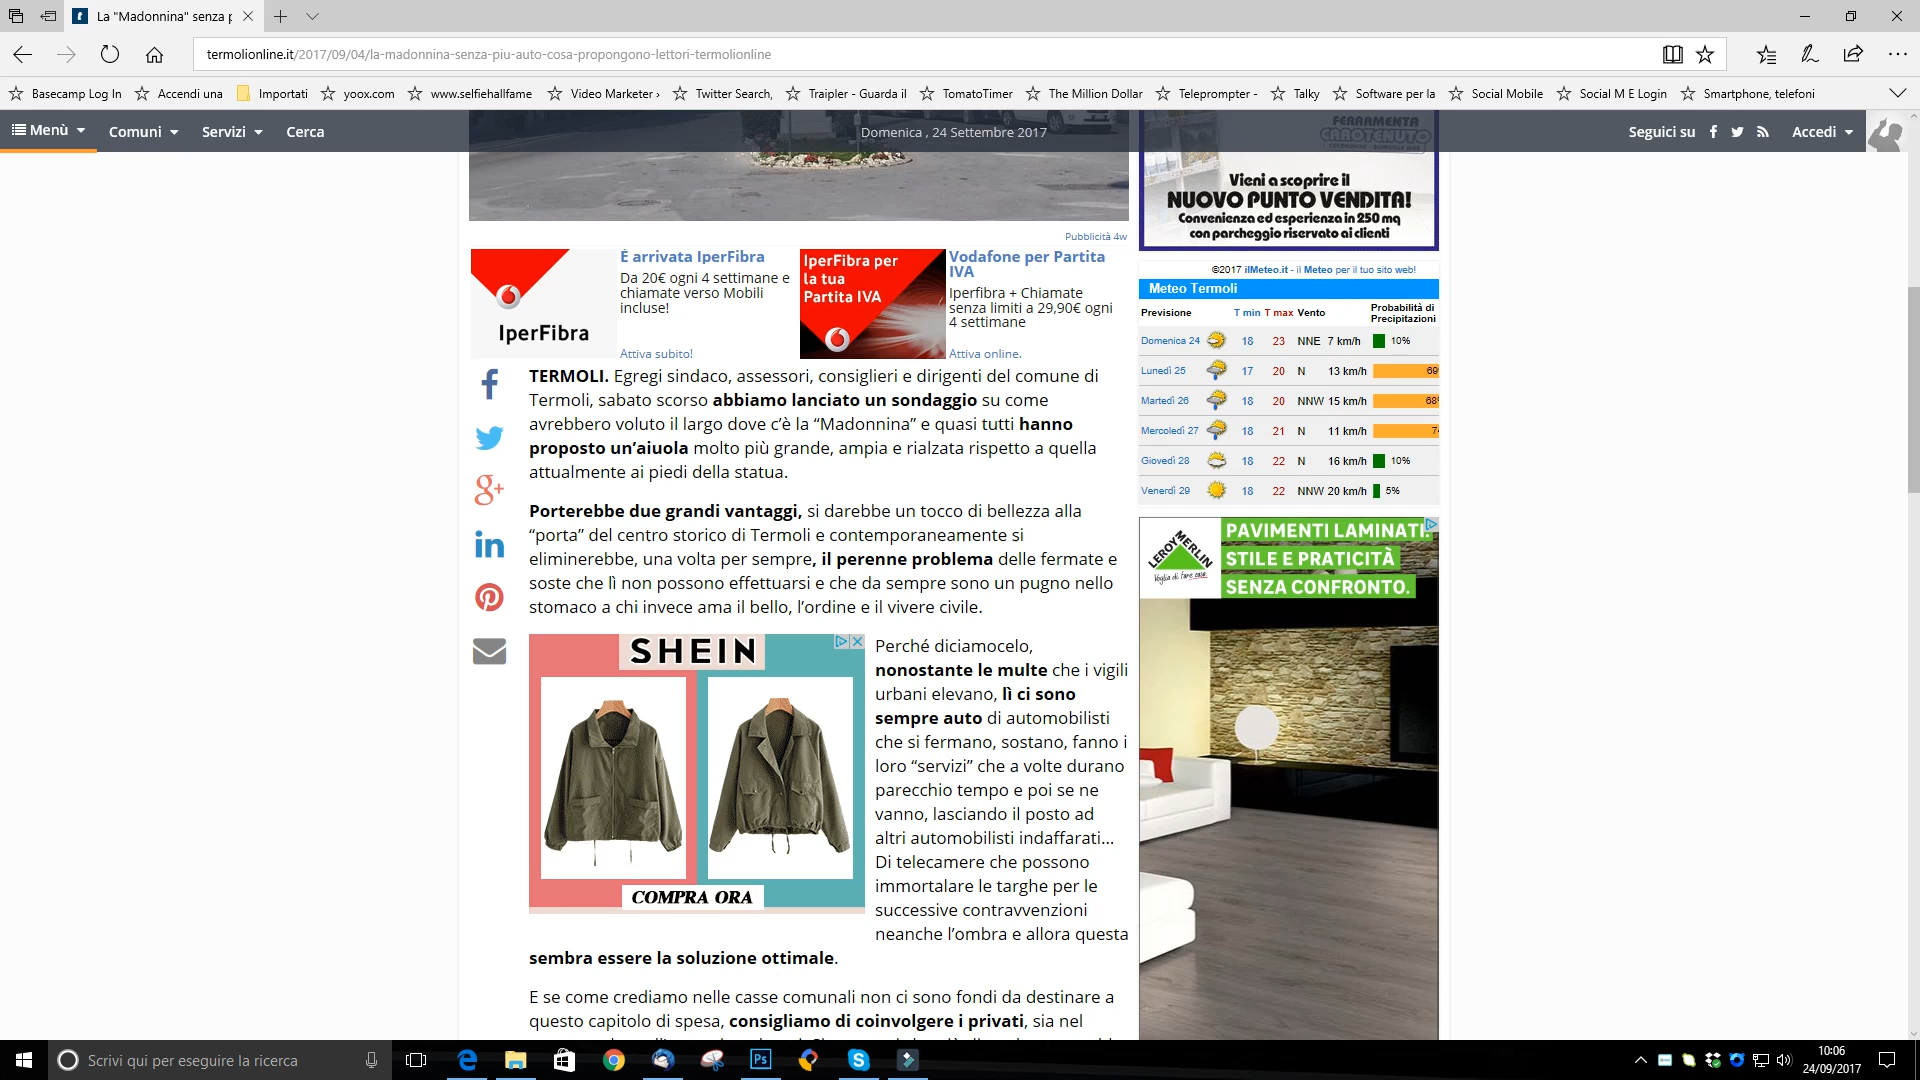 La "Madonnina" senza p
termolionline.it/2017/09/04/la-madonnina-senza-piu-auto-cosa-propongono-lettori-termolionline
Basecamp Log In
Accendi una
Importati
yoox.com
www.selfiehallfame
Video Marketer ›
Twitter Search,
Traipler - Guarda il
TomatoTimer
The Million Dollar
Teleprompter -
Talky
Software per la
Social Mobile
Social M E Login
Smartphone, telefoni
Menù
Comuni
Servizi
Cerca
Domenica , 24 Settembre 2017
Seguici su
Accedi
FERRAMENTA
CAROTENUTO
Vieni a scoprire il
NUOVO PUNTO VENDITA!
Convenienza ed esperienza in 250 mq
con parcheggio riservato ai clienti
Pubblicità 4w
IperFibra
È arrivata IperFibra
Da 20€ ogni 4 settimane e
chiamate verso Mobili
incluse!
Attiva subito!
IperFibra per
la tua
Partita IVA
Vodafone per Partita
IVA
Iperfibra + Chiamate
senza limiti a 29,90€ ogni
4 settimane
Attiva online.
©2017 ilMeteo.it - il Meteo per il tuo sito web!
Meteo Termoli
Previsione T min T max Vento Probabilità di
Precipitazioni
Domenica 24 18 23 NNE 7 km/h 10%
Lunedì 25 17 20 N 13 km/h 69
Martedì 26 18 20 NNW 15 km/h 68
Mercoledì 27 18 21 N 11 km/h 7
Giovedì 28 18 22 N 16 km/h 10%
Venerdì 29 18 22 NNW 20 km/h 5%
TERMOLI. Egregi sindaco, assessori, consiglieri e dirigenti del comune di
Termoli, sabato scorso abbiamo lanciato un sondaggio su come
avrebbero voluto il largo dove c’è la “Madonnina” e quasi tutti hanno
proposto un’aiuola molto più grande, ampia e rialzata rispetto a quella
attualmente ai piedi della statua.
Porterebbe due grandi vantaggi, si darebbe un tocco di bellezza alla
“porta” del centro storico di Termoli e contemporaneamente si
eliminerebbe, una volta per sempre, il perenne problema delle fermate e
soste che lì non possono effettuarsi e che da sempre sono un pugno nello
stomaco a chi invece ama il bello, l’ordine e il vivere civile.
SHEIN
COMPRA ORA
Perché diciamocelo,
nonostante le multe che i vigili
urbani elevano, lì ci sono
sempre auto di automobilisti
che si fermano, sostano, fanno i
loro “servizi” che a volte durano
parecchio tempo e poi se ne
vanno, lasciando il posto ad
altri automobilisti indaffarati...
Di telecamere che possono
immortalare le targhe per le
successive contravvenzioni
neanche l’ombra e allora questa
sembra essere la soluzione ottimale.
E se come crediamo nelle casse comunali non ci sono fondi da destinare a
questo capitolo di spesa, consigliamo di coinvolgere i privati, sia nel
LEROY MERLIN
Voglia di fare casa.
PAVIMENTI LAMINATI.
STILE E PRATICITÀ
SENZA CONFRONTO.
Scrivi qui per eseguire la ricerca
Ps
10:06
24/09/2017